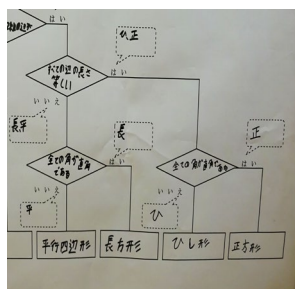 はい
ひ,正
すべての辺の長さ
等しい
はい
いいえ
長,平
長
正
全ての角が直角
である
はい
全ての角が直角である
はい
いいえ
いいえ
平
ひ
平行四辺形
長方形
ひし形
正方形